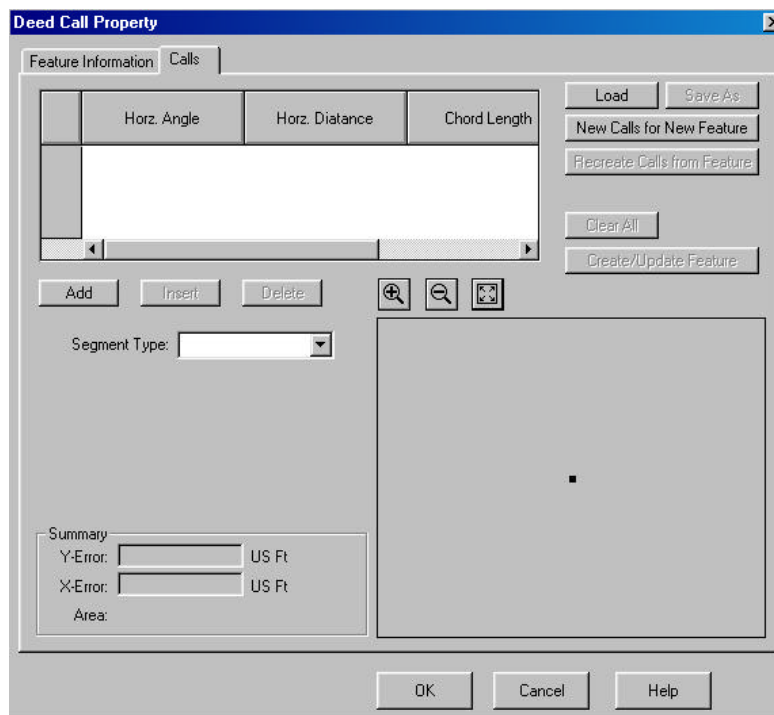 Deed Call Property
Feature Information Calls
Horz. Angle Horz. Diatance Chord Length
Load Save As
New Calls for New Feature
Recreate Calls from Feature
Clear All
Create/Update Feature
Add Insert Delete
Segment Type:
Summary
Y-Error: US Ft
X-Error: US Ft
Area:
OK Cancel Help